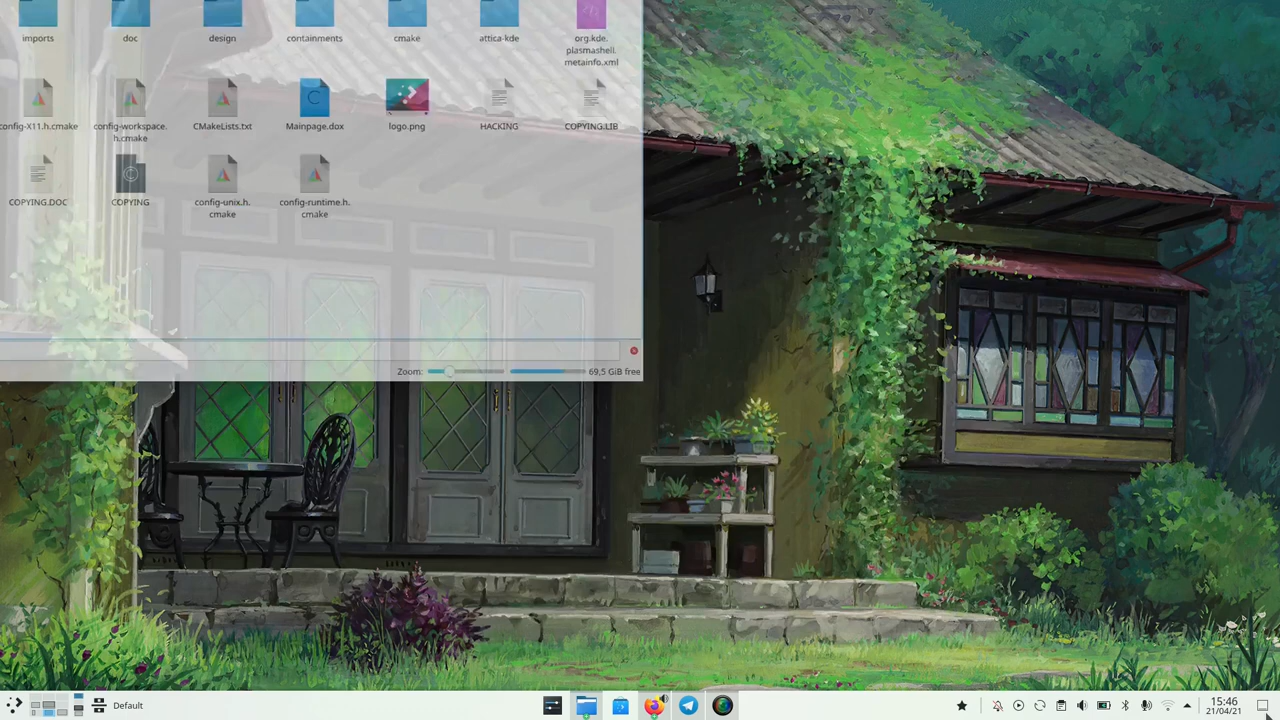 imports
doc
design
containments
cmake
attica-kde
org.kde.
plasmashell.
metainfo.xml
config-X11.h.cmake
config-workspace.
h.cmake
CMakeLists.txt
Mainpage.dox
logo.png
HACKING
COPYING.LIB
COPYING.DOC
COPYING
config-unix.h.
cmake
config-runtime.h.
cmake
Zoom:
69,5 GiB free
Default
15:46
21/04/21